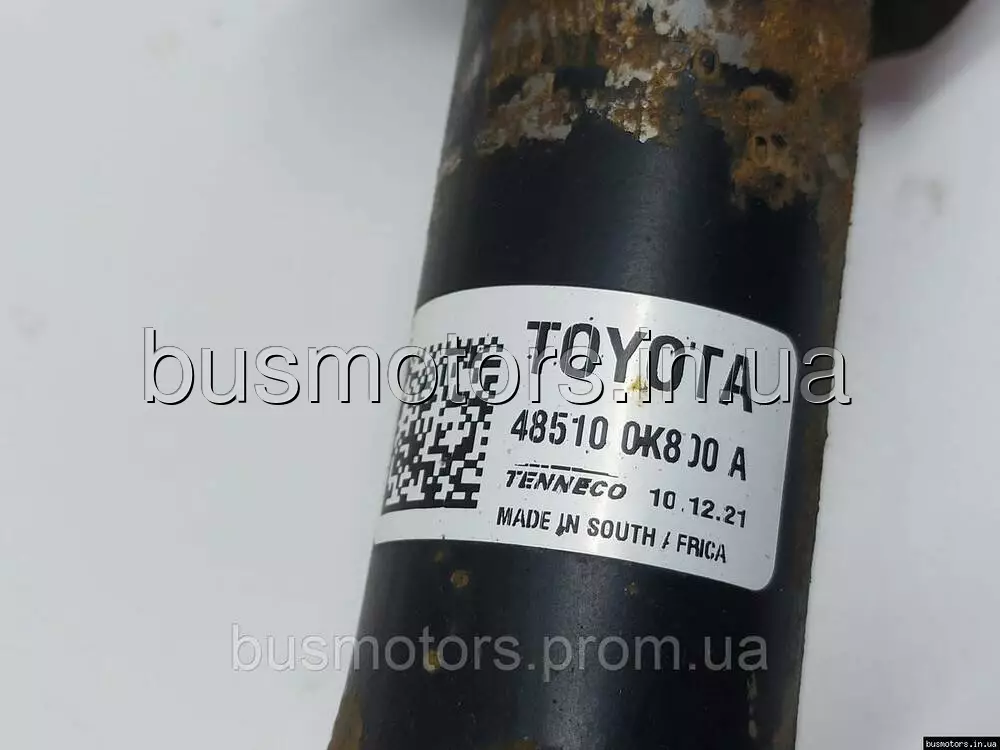 TOYOTA
48510 0K800 A
TENNECO 10.12.21
MADE IN SOUTH AFRICA
busmotors.in.ua
busmotors.prom.ua
busmotors.in.ua